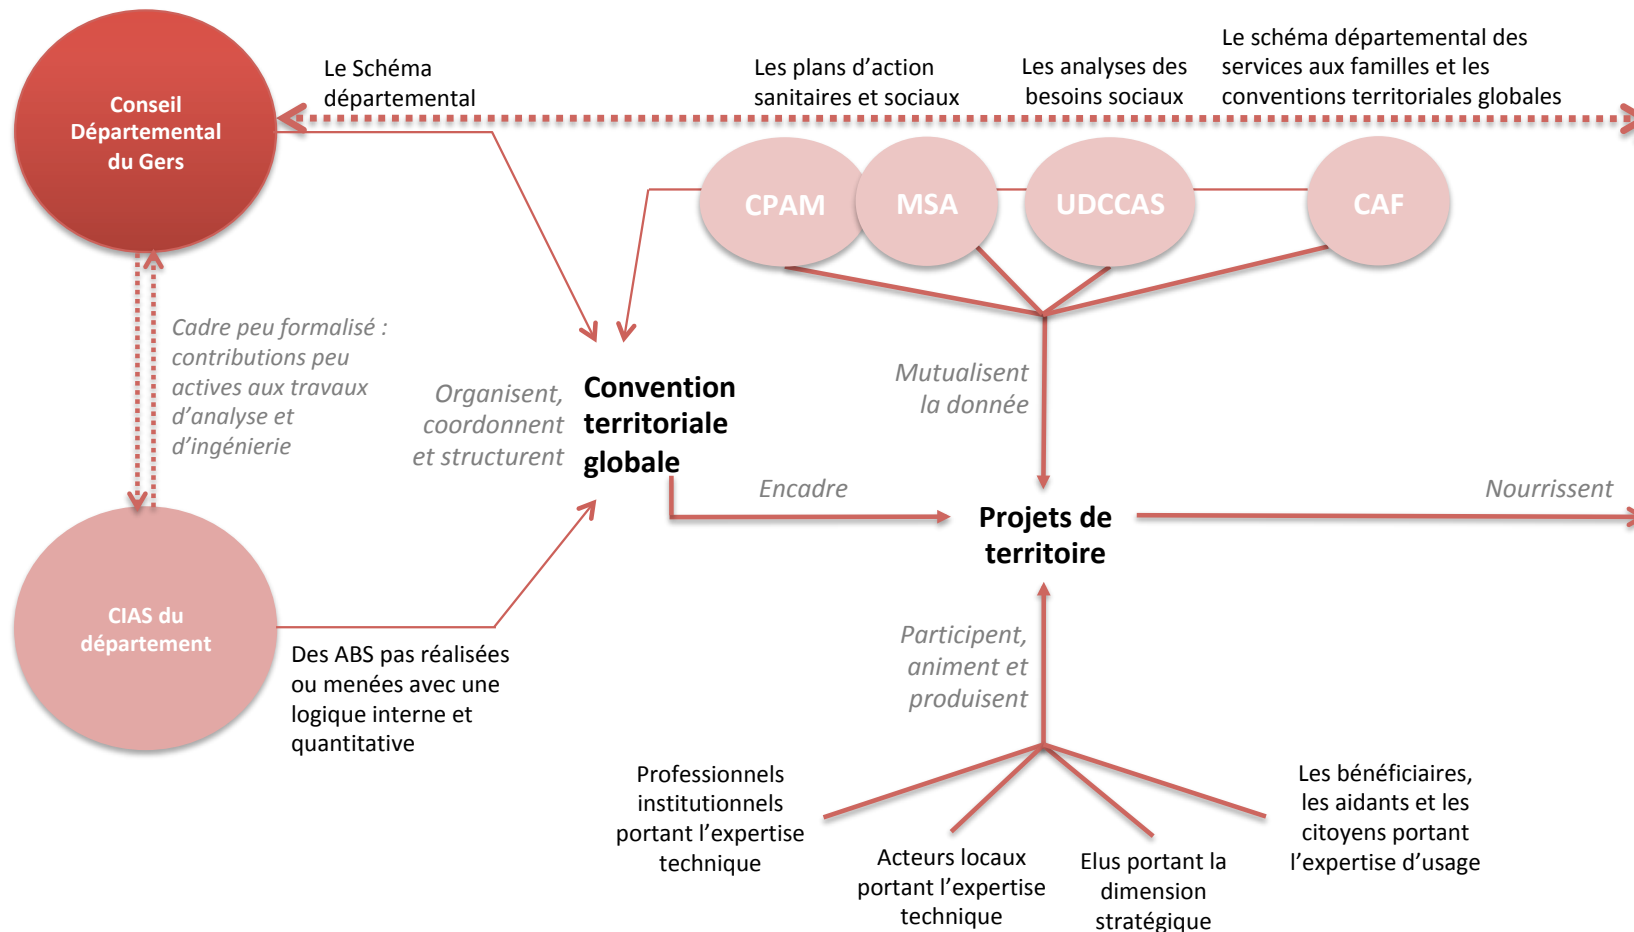 Conseil
Départemental
du Gers
Le Schéma
départemental
Les plans d’action
sanitaires et sociaux
Les analyses des
besoins sociaux
Le schéma départemental des
services aux familles et les
conventions territoriales globales
CPAM
MSA
UDCCAS
CAF
Cadre peu formalisé :
contributions peu
actives aux travaux
d’analyse et
d’ingénierie
Organisent,
coordonnent
et structurent
Convention
territoriale
globale
Mutualisent
la donnée
Encadre
Projets de
territoire
Nourrissent
CIAS du
département
Des ABS pas réalisées
ou menées avec une
logique interne et
quantitative
Participent,
animent et
produisent
Professionnels
institutionnels
portant l’expertise
technique
Acteurs locaux
portant l’expertise
technique
Elus portant la
dimension
stratégique
Les bénéficiaires,
les aidants et les
citoyens portant
l’expertise d’usage